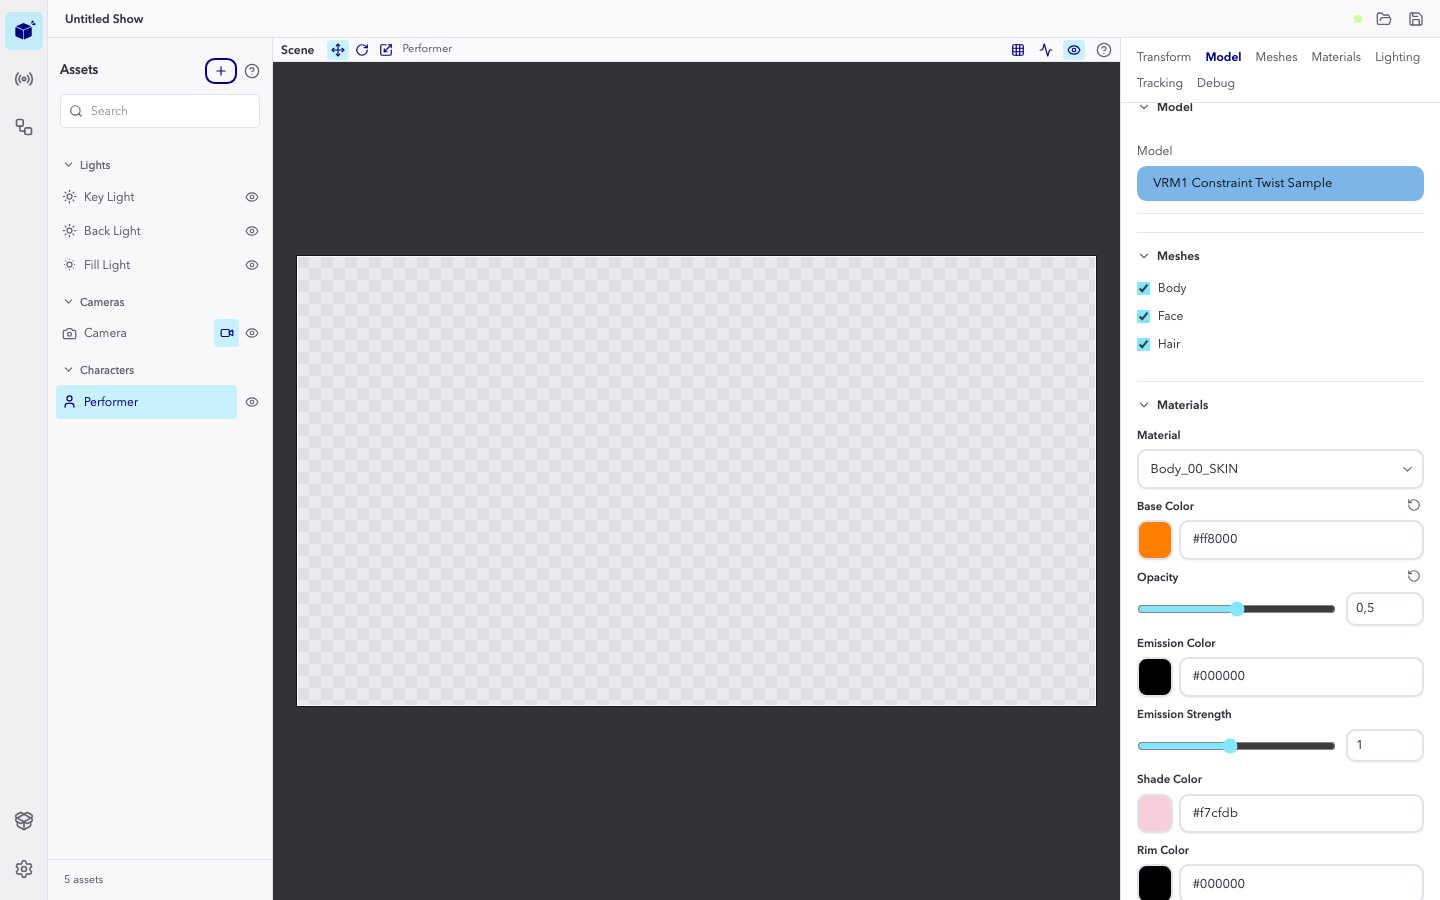 Untitled Show
Assets
Search
Lights
Key Light
Back Light
Fill Light
Cameras
Camera
Characters
Performer
5 assets
Scene
Performer
Transform Model Meshes Materials Lighting
Tracking Debug
Model
Model
VRM1 Constraint Twist Sample
Meshes
Body
Face
Hair
Materials
Material
Body_00_SKIN
Base Color
#ff8000
Opacity
0,5
Emission Color
#000000
Emission Strength
1
Shade Color
#f7cfdb
Rim Color
#000000